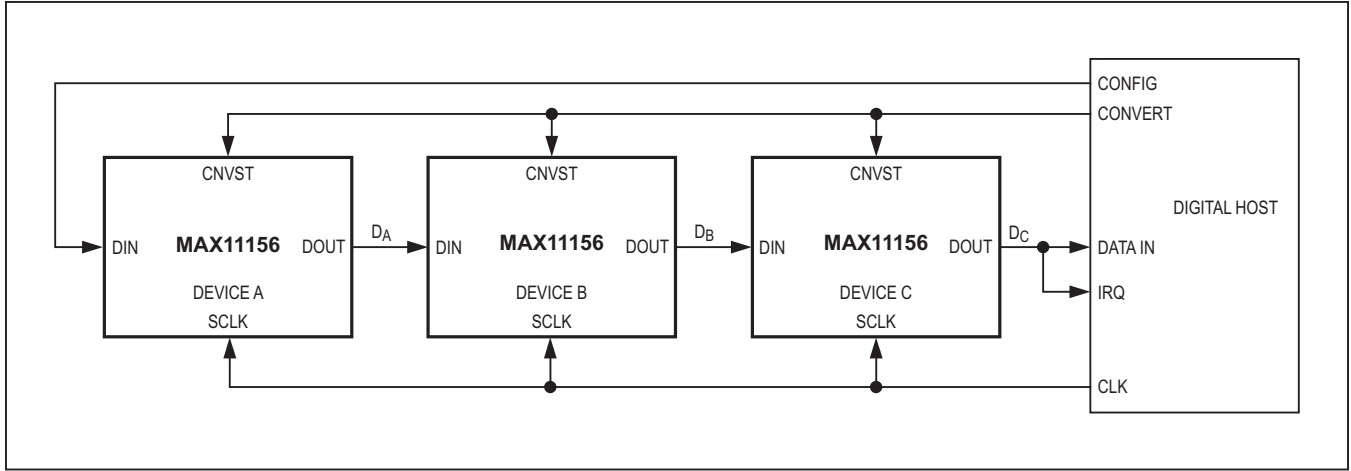 CONFIG
CONVERT
CNVST
CNVST
CNVST
DIGITAL HOST
DIN
MAX11156
DOUT
DA
DIN
MAX11156
DOUT
DB
DIN
MAX11156
DOUT
DC
DATA IN
DEVICE A
DEVICE B
DEVICE C
IRQ
SCLK
SCLK
SCLK
CLK